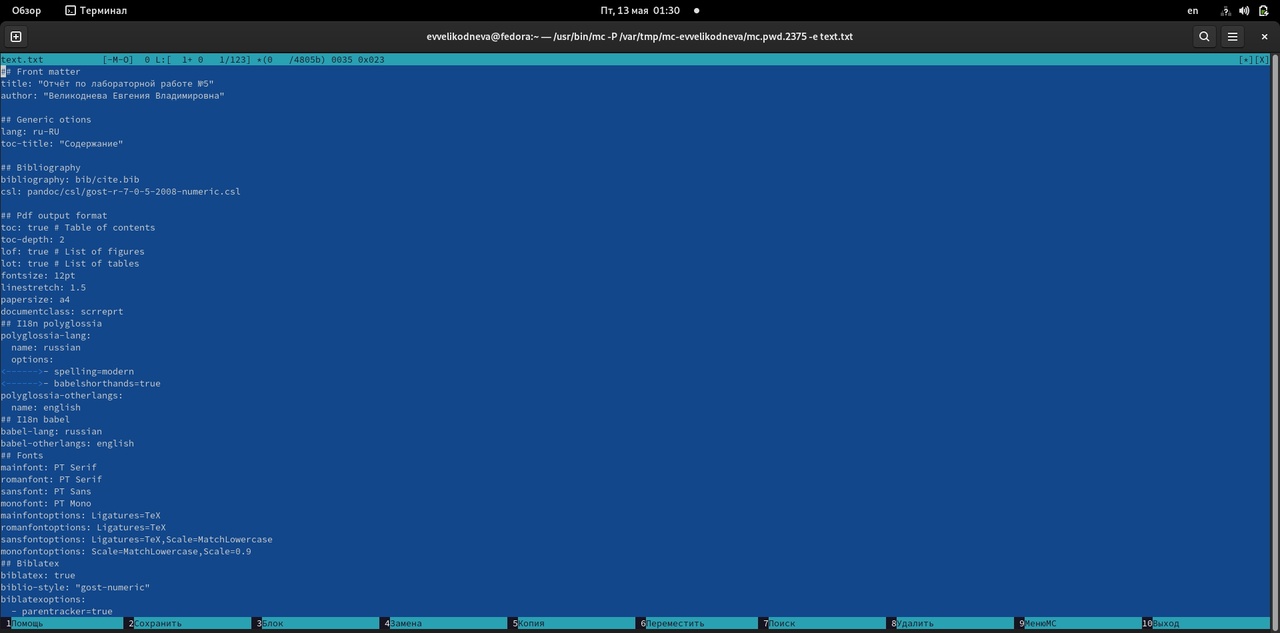 Обзор Терминал Пт, 13 мая 01:30 en
evvelikodneva@fedora:~ — /usr/bin/mc -P /var/tmp/mc-evvelikodneva/mc.pwd.2375 -e text.txt
text.txt [-M-O] 0 L:[ 1+ 0 1/123] *(0 /4805b) 0035 0x023 [*][X]
## Front matter
title: "Отчёт по лабораторной работе №5"
author: "Великоднева Евгения Владимировна"
## Generic otions
lang: ru-RU
toc-title: "Содержание"
## Bibliography
bibliography: bib/cite.bib
csl: pandoc/csl/gost-r-7-0-5-2008-numeric.csl
## Pdf output format
toc: true # Table of contents
toc-depth: 2
lof: true # List of figures
lot: true # List of tables
fontsize: 12pt
linestretch: 1.5
papersize: a4
documentclass: scrreprt
## I18n polyglossia
polyglossia-lang:
  name: russian
  options:
<------>- spelling=modern
<------>- babelshorthands=true
polyglossia-otherlangs:
  name: english
## I18n babel
babel-lang: russian
babel-otherlangs: english
## Fonts
mainfont: PT Serif
romanfont: PT Serif
sansfont: PT Sans
monofont: PT Mono
mainfontoptions: Ligatures=TeX
romanfontoptions: Ligatures=TeX
sansfontoptions: Ligatures=TeX,Scale=MatchLowercase
monofontoptions: Scale=MatchLowercase,Scale=0.9
## Biblatex
biblatex: true
biblio-style: "gost-numeric"
biblatexoptions:
  - parentracker=true
1Помощь 2Сохранить 3Блок 4Замена 5Копия 6Переместить 7Поиск 8Удалить 9МенюMC 10Выход